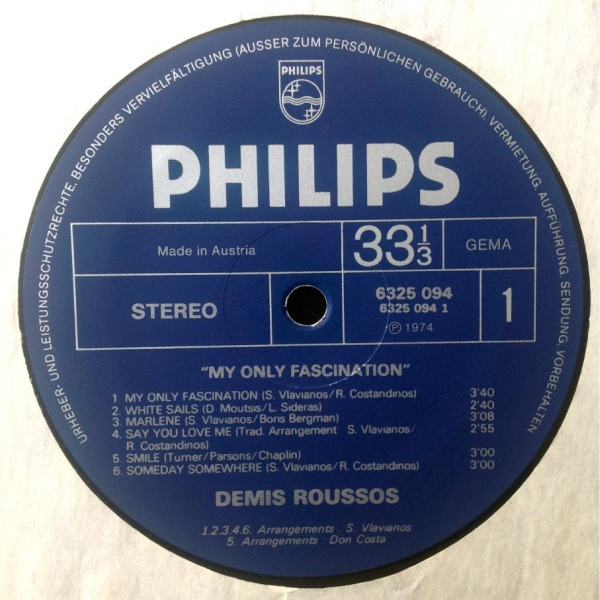 URHEBER- UND LEISTUNGSSCHUTZRECHTE, BESONDERS VERVIELFÄLTIGUNG (AUSSER ZUM PERSÖNLICHEN GEBRAUCH), VERMIETUNG, AUFFÜHRUNG, SENDUNG, VORBEHALTEN
PHILIPS
PHILIPS
Made in Austria
33 1/3
GEMA
STEREO
6325 094
6325 094 1
℗ 1974
1
"MY ONLY FASCINATION"
1 MY ONLY FASCINATION (S. Vlavianos/R. Costandinos) 3'40
2. WHITE SAILS (D. Moutsis/L. Sideras) 2'40
3. MARLENE (S. Vlavianos/Boris Bergman) 3'08
4. SAY YOU LOVE ME (Trad. Arrangement S. Vlavianos/ 2'55
R. Costandinos)
5. SMILE (Turner/Parsons/Chaplin) 3'00
6. SOMEDAY SOMEWHERE (S. Vlavianos/R. Costandinos) 3'00
DEMIS ROUSSOS
1.2.3.4.6. Arrangements : S. Vlavianos
5. Arrangements : Don Costa